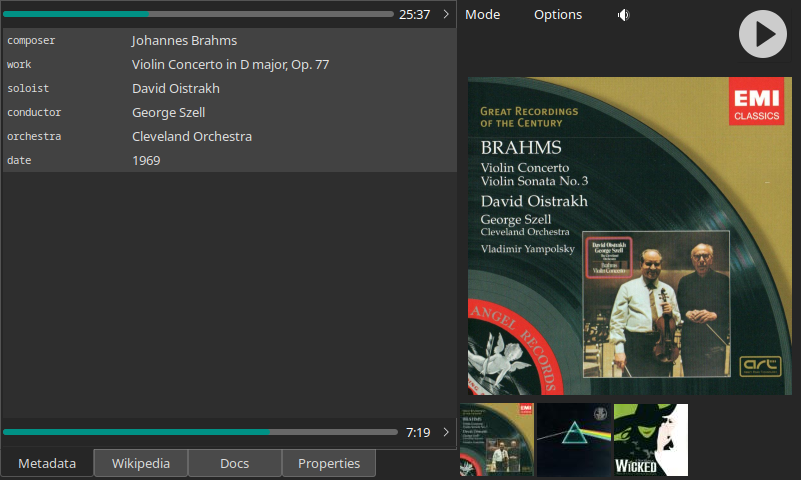 25:37
Mode Options
composer Johannes Brahms
work Violin Concerto in D major, Op. 77
soloist David Oistrakh
conductor George Szell
orchestra Cleveland Orchestra
date 1969
EMI
CLASSICS
GREAT RECORDINGS
OF THE CENTURY
BRAHMS
Violin Concerto
Violin Sonata No. 3
David Oistrakh
George Szell
Cleveland Orchestra
Vladimir Yampolsky
David Oistrakh
George Szell
Brahms
Violin Concerto
ANGEL RECORDS
art
7:19
EMI
BRAHMS
WICKED
Metadata Wikipedia Docs Properties